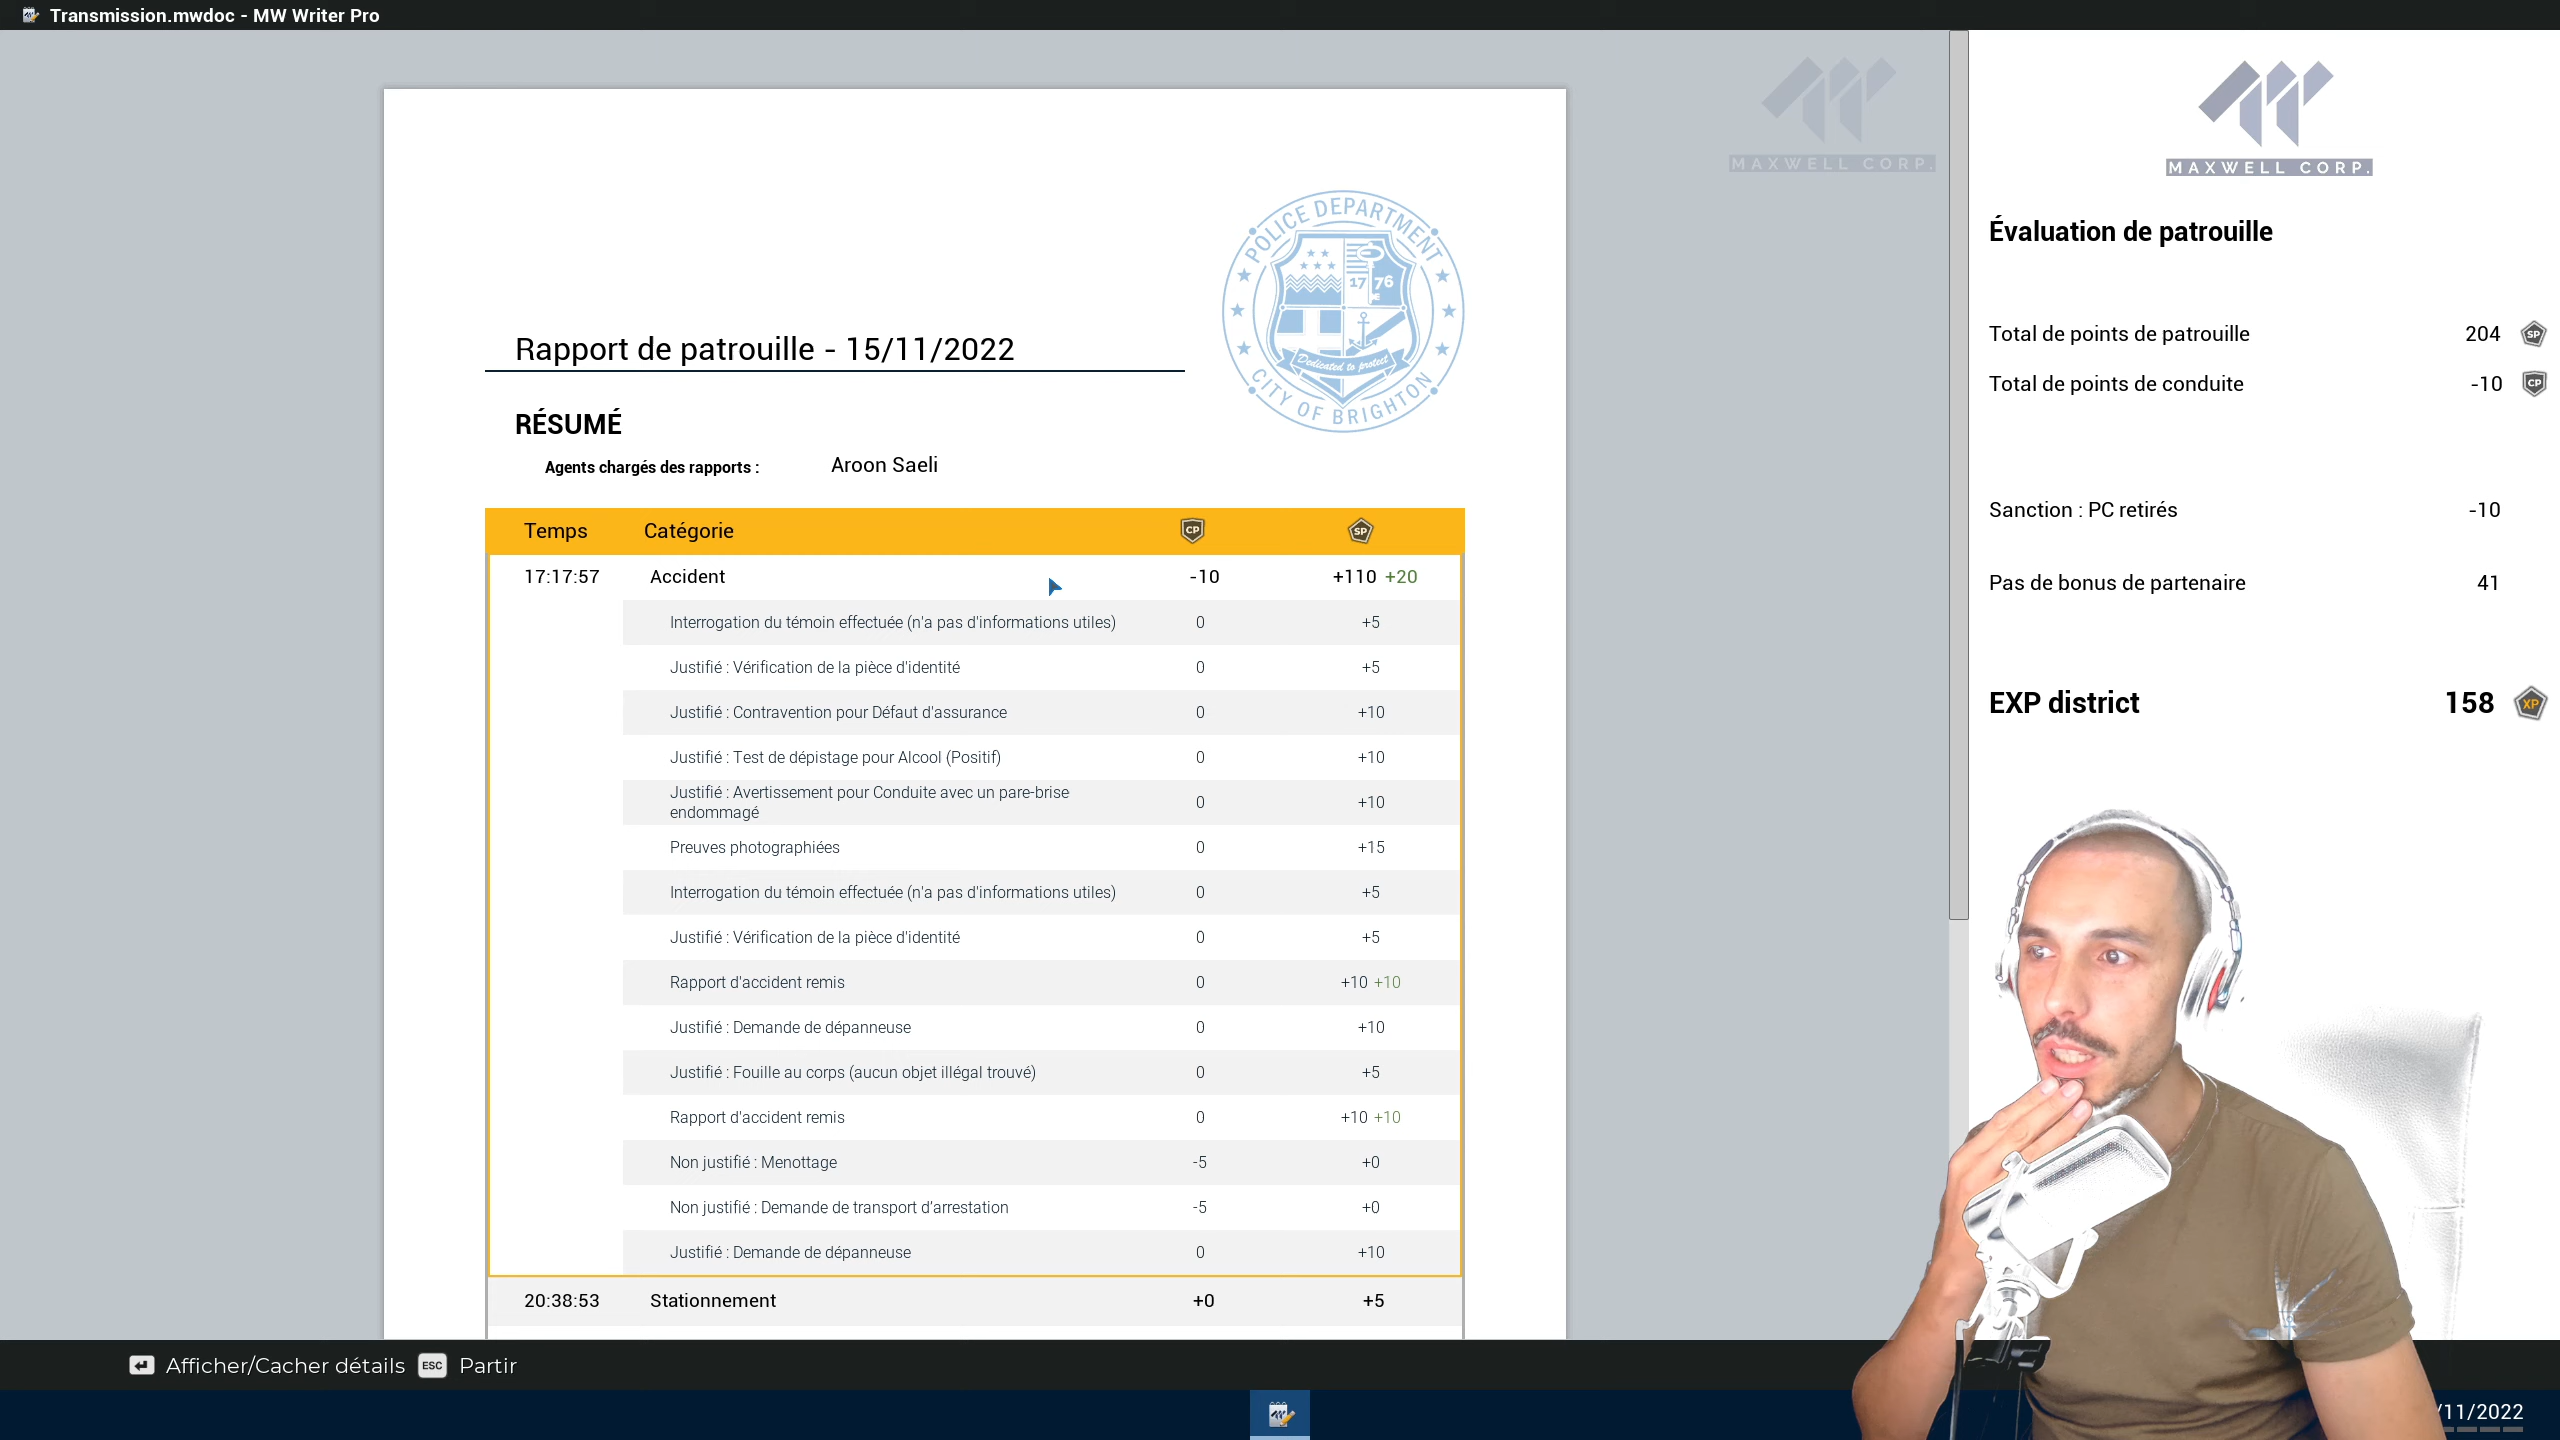 Transmission.mwdoc - MW Writer Pro
MAXWELL CORP.
MAXWELL CORP.
POLICE DEPARTMENT
1776
Dedicated to protect
CITY OF BRIGHTON
Rapport de patrouille - 15/11/2022
RÉSUMÉ
Agents chargés des rapports : Aroon Saeli
Temps Catégorie CP SP
17:17:57 Accident -10 +110 +20
Interrogation du témoin effectuée (n'a pas d'informations utiles) 0 +5
Justifié : Vérification de la pièce d'identité 0 +5
Justifié : Contravention pour Défaut d'assurance 0 +10
Justifié : Test de dépistage pour Alcool (Positif) 0 +10
Justifié : Avertissement pour Conduite avec un pare-brise
endommagé 0 +10
Preuves photographiées 0 +15
Interrogation du témoin effectuée (n'a pas d'informations utiles) 0 +5
Justifié : Vérification de la pièce d'identité 0 +5
Rapport d'accident remis 0 +10 +10
Justifié : Demande de dépanneuse 0 +10
Justifié : Fouille au corps (aucun objet illégal trouvé) 0 +5
Rapport d'accident remis 0 +10 +10
Non justifié : Menottage -5 +0
Non justifié : Demande de transport d'arrestation -5 +0
Justifié : Demande de dépanneuse 0 +10
20:38:53 Stationnement +0 +5
Évaluation de patrouille
Total de points de patrouille 204 SP
Total de points de conduite -10 CP
Sanction : PC retirés -10
Pas de bonus de partenaire 41
EXP district 158 XP
Afficher/Cacher détails ESC Partir
/11/2022